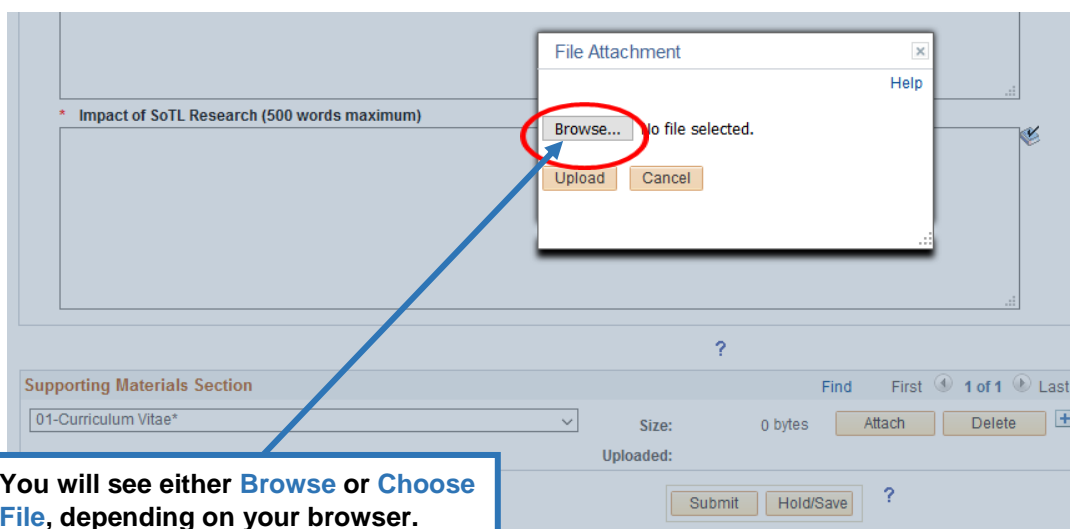 File Attachment
Help
* Impact of SoTL Research (500 words maximum)
Browse... No file selected.
Upload Cancel
?
Supporting Materials Section Find First 1 of 1 Last
01-Curriculum Vitae* Size: 0 bytes Attach Delete
Uploaded:
You will see either Browse or Choose
File, depending on your browser.
Submit Hold/Save ?